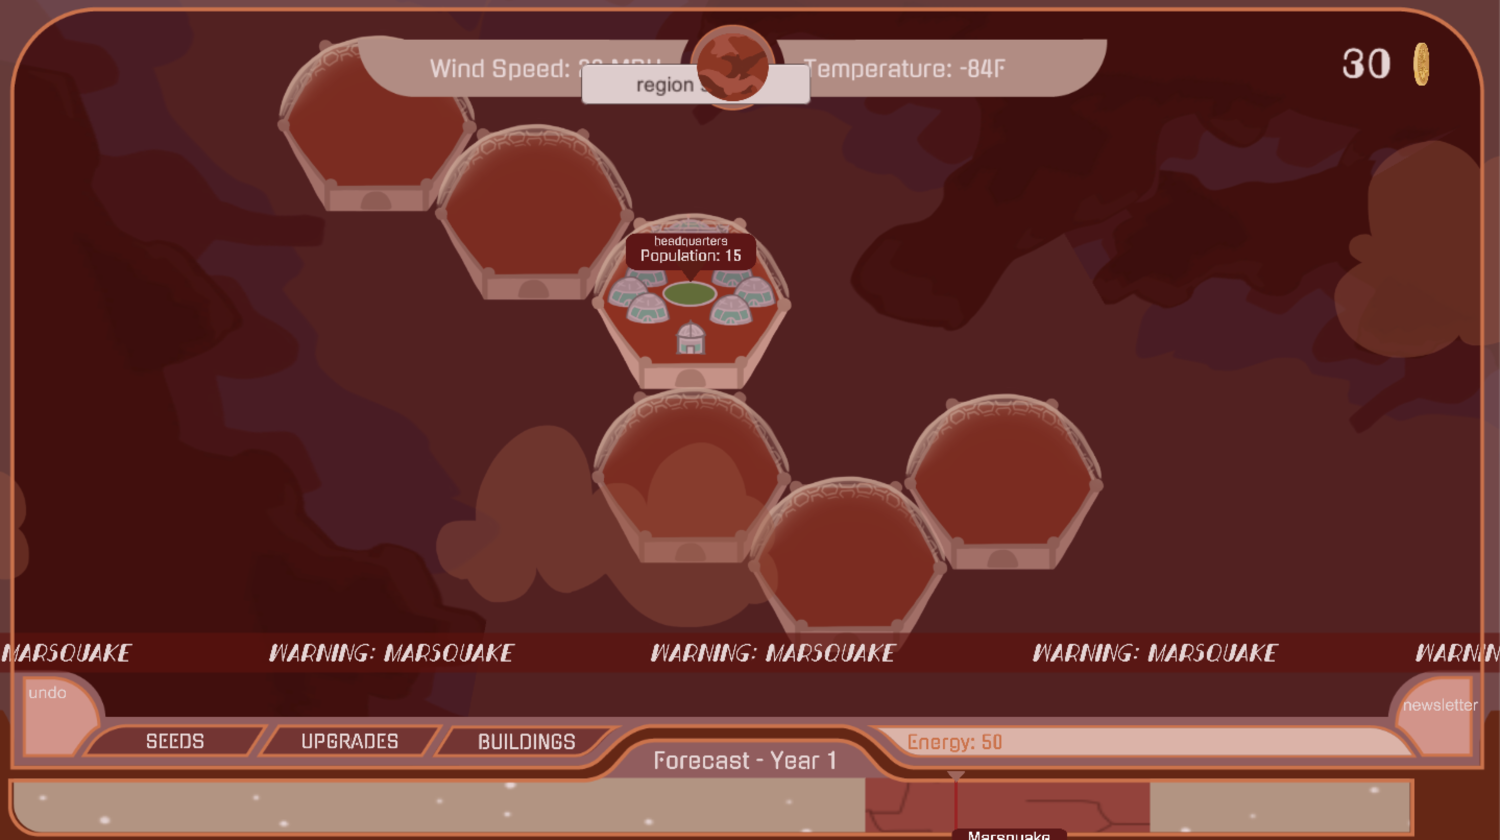 Wind Speed:
Temperature: -84F
30
region
headquarters
Population: 15
MARSQUAKE WARNING: MARSQUAKE WARNING: MARSQUAKE WARNING: MARSQUAKE
undo
newsletter
SEEDS
UPGRADES
BUILDINGS
Energy: 50
Forecast - Year 1
Marsquake